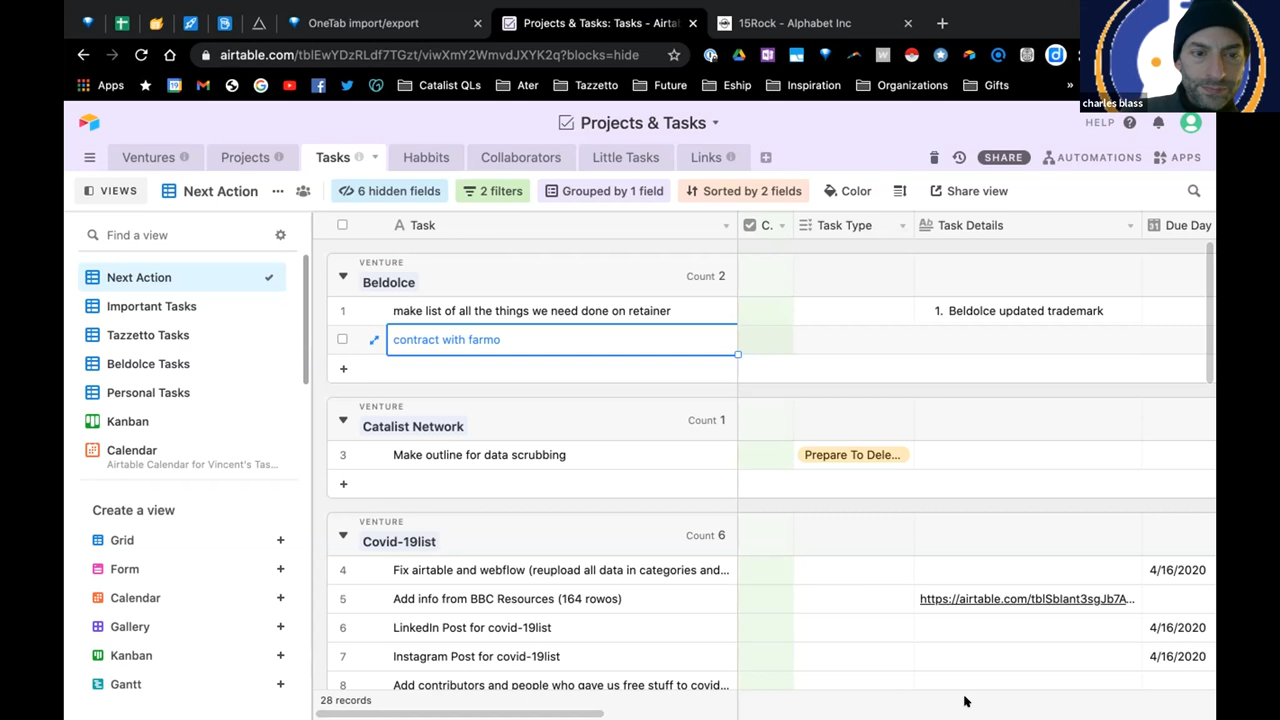 OneTab import/export
Projects & Tasks: Tasks - Airtal
15Rock - Alphabet Inc
airtable.com/tblEwYDzRLdf7TGzt/viwXmY2WmvdJXYK2q?blocks=hide
Apps
Catalist QLs
Ater
Tazzetto
Future
Eship
Inspiration
Organizations
Gifts
»
charles blass
Projects & Tasks
HELP
Ventures
Projects
Tasks
Habbits
Collaborators
Little Tasks
Links
SHARE
AUTOMATIONS
APPS
VIEWS
Next Action
6 hidden fields
2 filters
Grouped by 1 field
Sorted by 2 fields
Color
Share view
Find a view
Next Action
Important Tasks
Tazzetto Tasks
Beldolce Tasks
Personal Tasks
Kanban
Calendar
Airtable Calendar for Vincent's Tas...
Create a view
Grid
Form
Calendar
Gallery
Kanban
Gantt
Task
C.
Task Type
Task Details
Due Day
VENTURE
Beldolce
Count 2
1 make list of all the things we need done on retainer
1. Beldolce updated trademark
contract with farmo
VENTURE
Catalist Network
Count 1
3 Make outline for data scrubbing
Prepare To Dele...
VENTURE
Covid-19list
Count 6
4 Fix airtable and webflow (reupload all data in categories and...
4/16/2020
5 Add info from BBC Resources (164 rowos)
https://airtable.com/tblSblant3sgJb7A...
6 LinkedIn Post for covid-19list
4/16/2020
7 Instagram Post for covid-19list
4/16/2020
8 Add contributors and people who gave us free stuff to covid...
28 records